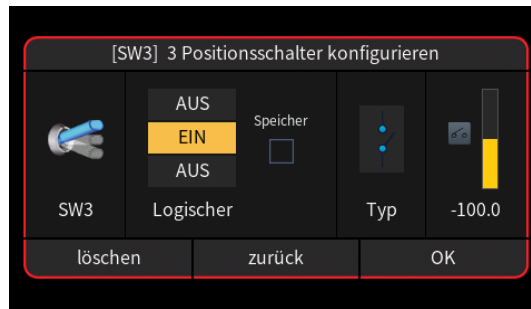 [SW3] 3 Positionsschalter konfigurieren
AUS
EIN
AUS
Speicher
SW3
Logischer
Typ
-100.0
löschen
zurück
OK